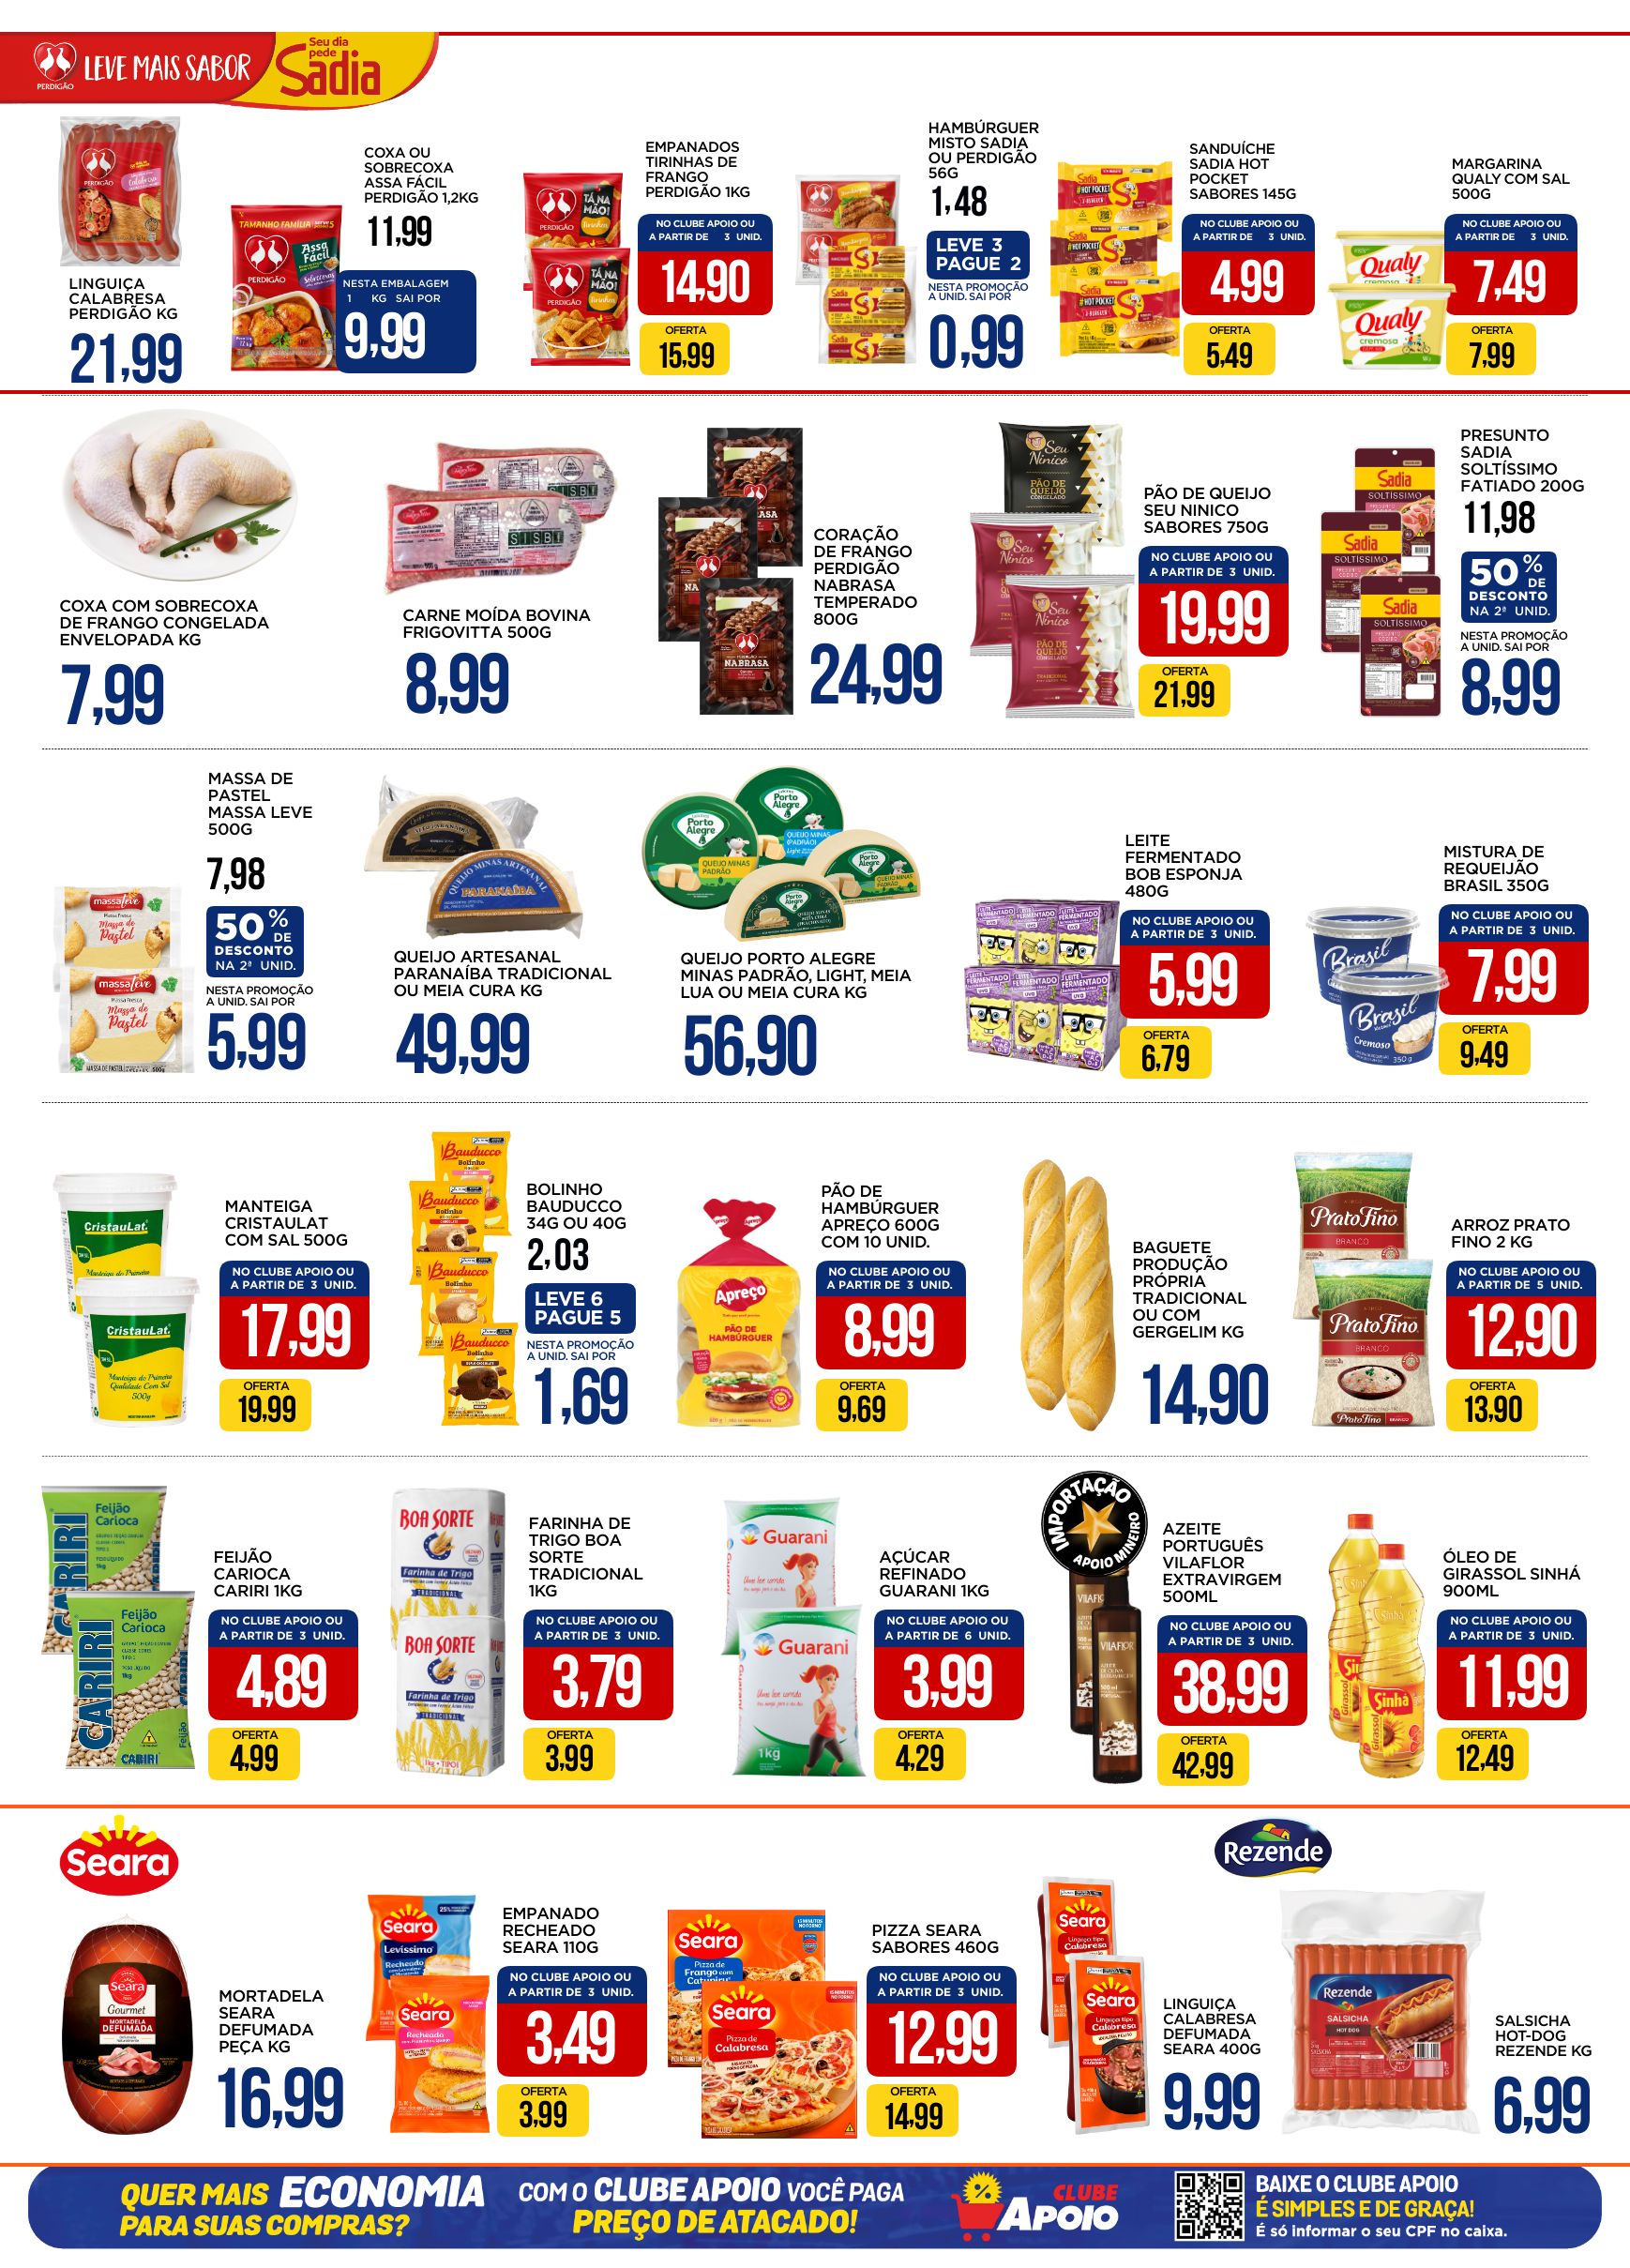 PERDIGÃO
LEVE MAIS SABOR
Seu dia
pede
Sadia
LINGUIÇA
CALABRESA
PERDIGÃO KG
21,99
COXA OU
SOBRECOXA
ASSA FÁCIL
PERDIGÃO 1,2KG
11,99
NESTA EMBALAGEM
1 KG SAI POR
9,99
EMPANADOS
TIRINHAS DE
FRANGO
PERDIGÃO 1KG
NO CLUBE APOIO OU
A PARTIR DE 3 UNID.
14,90
OFERTA
15,99
HAMBÚRGUER
MISTO SADIA
OU PERDIGÃO
56G
1,48
LEVE 3
PAGUE 2
NESTA PROMOÇÃO
A UNID. SAI POR
0,99
SANDUÍCHE
SADIA HOT
POCKET
SABORES 145G
NO CLUBE APOIO OU
A PARTIR DE 3 UNID.
4,99
OFERTA
5,49
MARGARINA
QUALY COM SAL
500G
NO CLUBE APOIO OU
A PARTIR DE 3 UNID.
7,49
OFERTA
7,99
COXA COM SOBRECOXA
DE FRANGO CONGELADA
ENVELOPADA KG
7,99
CARNE MOÍDA BOVINA
FRIGOVITTA 500G
8,99
CORAÇÃO
DE FRANGO
PERDIGÃO
NABRASA
TEMPERADO
800G
24,99
PÃO DE QUEIJO
SEU NINICO
SABORES 750G
NO CLUBE APOIO OU
A PARTIR DE 3 UNID.
19,99
OFERTA
21,99
PRESUNTO
SADIA
SOLTÍSSIMO
FATIADO 200G
11,98
50% DE
DESCONTO
NA 2ª UNID.
NESTA PROMOÇÃO
A UNID. SAI POR
8,99
MASSA DE
PASTEL
MASSA LEVE
500G
7,98
50% DE
DESCONTO
NA 2ª UNID.
NESTA PROMOÇÃO
A UNID. SAI POR
5,99
QUEIJO ARTESANAL
PARANAÍBA TRADICIONAL
OU MEIA CURA KG
49,99
QUEIJO PORTO ALEGRE
MINAS PADRÃO, LIGHT, MEIA
LUA OU MEIA CURA KG
56,90
LEITE
FERMENTADO
BOB ESPONJA
480G
NO CLUBE APOIO OU
A PARTIR DE 3 UNID.
5,99
OFERTA
6,79
MISTURA DE
REQUEIJÃO
BRASIL 350G
NO CLUBE APOIO OU
A PARTIR DE 3 UNID.
7,99
OFERTA
9,49
MANTEIGA
CRISTAULAT
COM SAL 500G
NO CLUBE APOIO OU
A PARTIR DE 3 UNID.
17,99
OFERTA
19,99
BOLINHO
BAUDUCCO
34G OU 40G
2,03
LEVE 6
PAGUE 5
NESTA PROMOÇÃO
A UNID. SAI POR
1,69
PÃO DE
HAMBÚRGUER
APREÇO 600G
COM 10 UNID.
NO CLUBE APOIO OU
A PARTIR DE 3 UNID.
8,99
OFERTA
9,69
BAGUETE
PRODUÇÃO
PRÓPRIA
TRADICIONAL
OU COM
GERGELIM KG
14,90
ARROZ PRATO
FINO 2 KG
NO CLUBE APOIO OU
A PARTIR DE 5 UNID.
12,90
OFERTA
13,90
FEIJÃO
CARIOCA
CARIRI 1KG
NO CLUBE APOIO OU
A PARTIR DE 3 UNID.
4,89
OFERTA
4,99
FARINHA DE
TRIGO BOA
SORTE
TRADICIONAL
1KG
NO CLUBE APOIO OU
A PARTIR DE 3 UNID.
3,79
OFERTA
3,99
AÇÚCAR
REFINADO
GUARANI 1KG
NO CLUBE APOIO OU
A PARTIR DE 6 UNID.
3,99
OFERTA
4,29
IMPORTAÇÃO
APOIO MINEIRO
AZEITE
PORTUGUÊS
VILAFLOR
EXTRAVIRGEM
500ML
NO CLUBE APOIO OU
A PARTIR DE 3 UNID.
38,99
OFERTA
42,99
ÓLEO DE
GIRASSOL SINHÁ
900ML
NO CLUBE APOIO OU
A PARTIR DE 3 UNID.
11,99
OFERTA
12,49
Seara
Rezende
MORTADELA
SEARA
DEFUMADA
PEÇA KG
16,99
EMPANADO
RECHEADO
SEARA 110G
NO CLUBE APOIO OU
A PARTIR DE 3 UNID.
3,49
OFERTA
3,99
PIZZA SEARA
SABORES 460G
NO CLUBE APOIO OU
A PARTIR DE 3 UNID.
12,99
OFERTA
14,99
LINGUIÇA
CALABRESA
DEFUMADA
SEARA 400G
9,99
SALSICHA
HOT-DOG
REZENDE KG
6,99
QUER MAIS ECONOMIA
PARA SUAS COMPRAS?
COM O CLUBE APOIO VOCÊ PAGA
PREÇO DE ATACADO!
CLUBE
APOIO
BAIXE O CLUBE APOIO
É SIMPLES E DE GRAÇA!
É só informar o seu CPF no caixa.